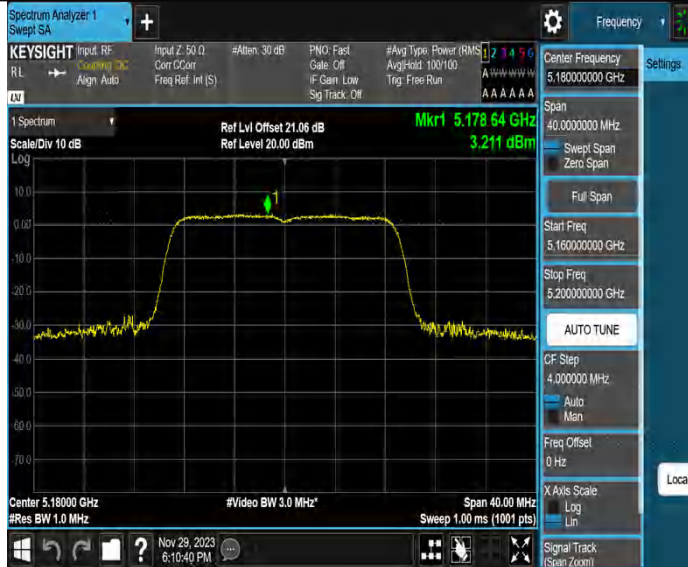 Spectrum Analyzer 1
Swept SA
+
Frequency
KEYSIGHT
RL
Input: RF
Coupling: DC
Align: Auto
Input Z: 50 Ω
Corr CCorr
Freq Ref: Int (S)
#Atten: 30 dB
PNO: Fast
Gate: Off
IF Gain: Low
Sig Track: Off
#Avg Type: Power (RMS
Avg|Hold: 100/100
Trig: Free Run
1 2 3 4 5 6
A W W W W W
A A A A A A
LXI
1 Spectrum
Scale/Div 10 dB
Log
Ref Lvl Offset 21.06 dB
Ref Level 20.00 dBm
Mkr1 5.178 64 GHz
3.211 dBm
1
10.0
0.00
-10.0
-20.0
-30.0
-40.0
-50.0
-60.0
-70.0
Center 5.18000 GHz
#Res BW 1.0 MHz
#Video BW 3.0 MHz*
Span 40.00 MHz
Sweep 1.00 ms (1001 pts)
Center Frequency
5.180000000 GHz
Settings
Span
40.0000000 MHz
Swept Span
Zero Span
Full Span
Start Freq
5.160000000 GHz
Stop Freq
5.200000000 GHz
AUTO TUNE
CF Step
4.000000 MHz
Auto
Man
Freq Offset
0 Hz
X Axis Scale
Log
Lin
Signal Track
(Span Zoom)
Loca
?
Nov 29, 2023
6:10:40 PM